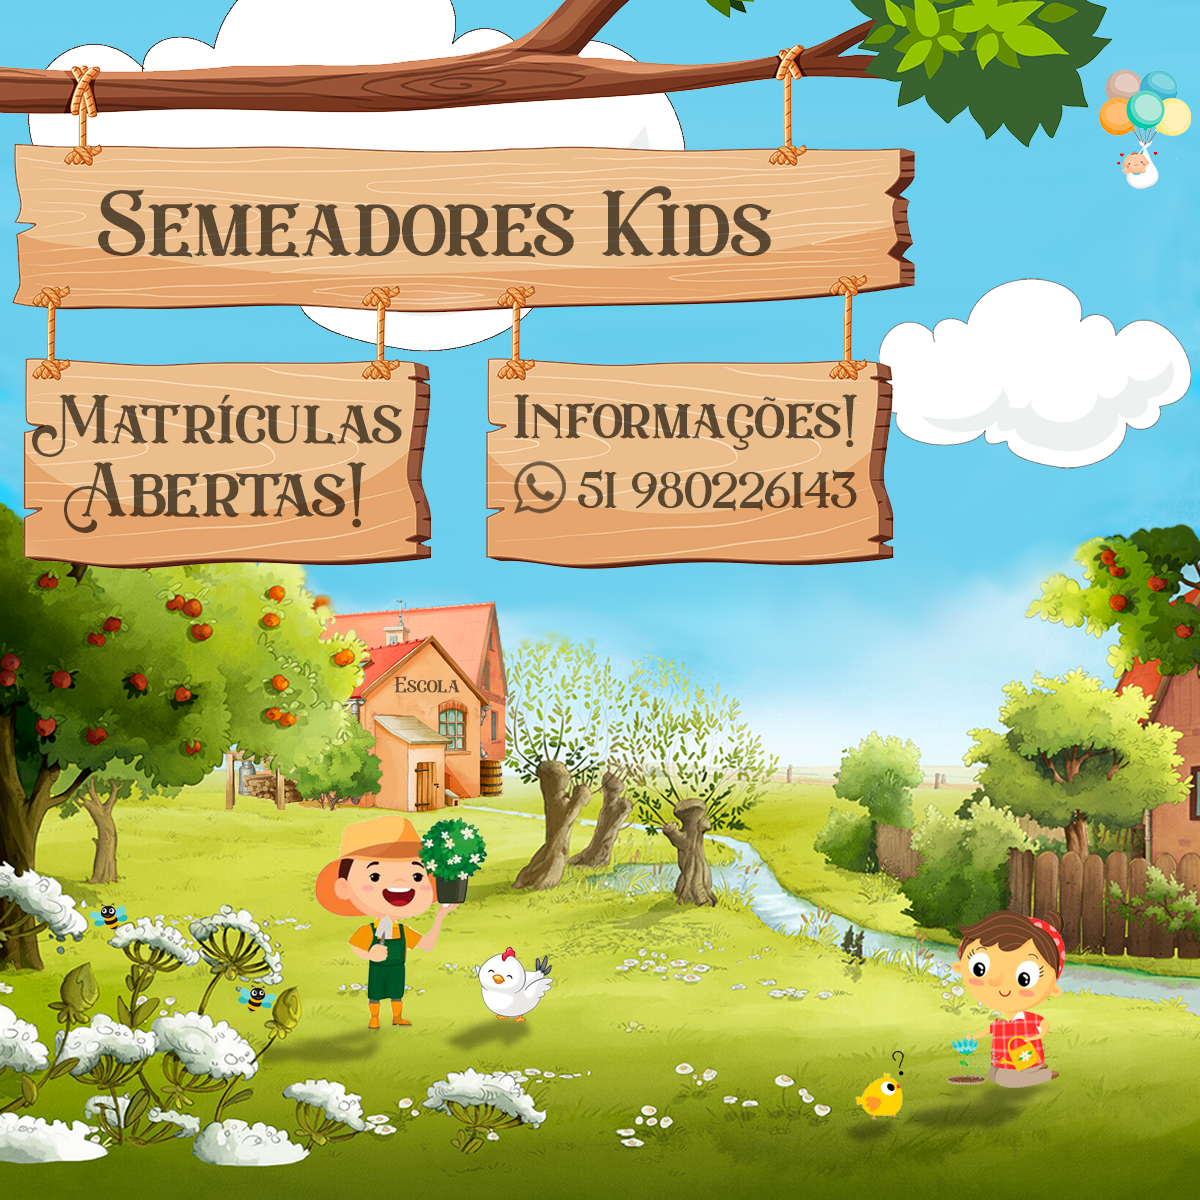 Semeadores Kids
Matrículas
Abertas!
Informações!
51 980226143
Escola
?